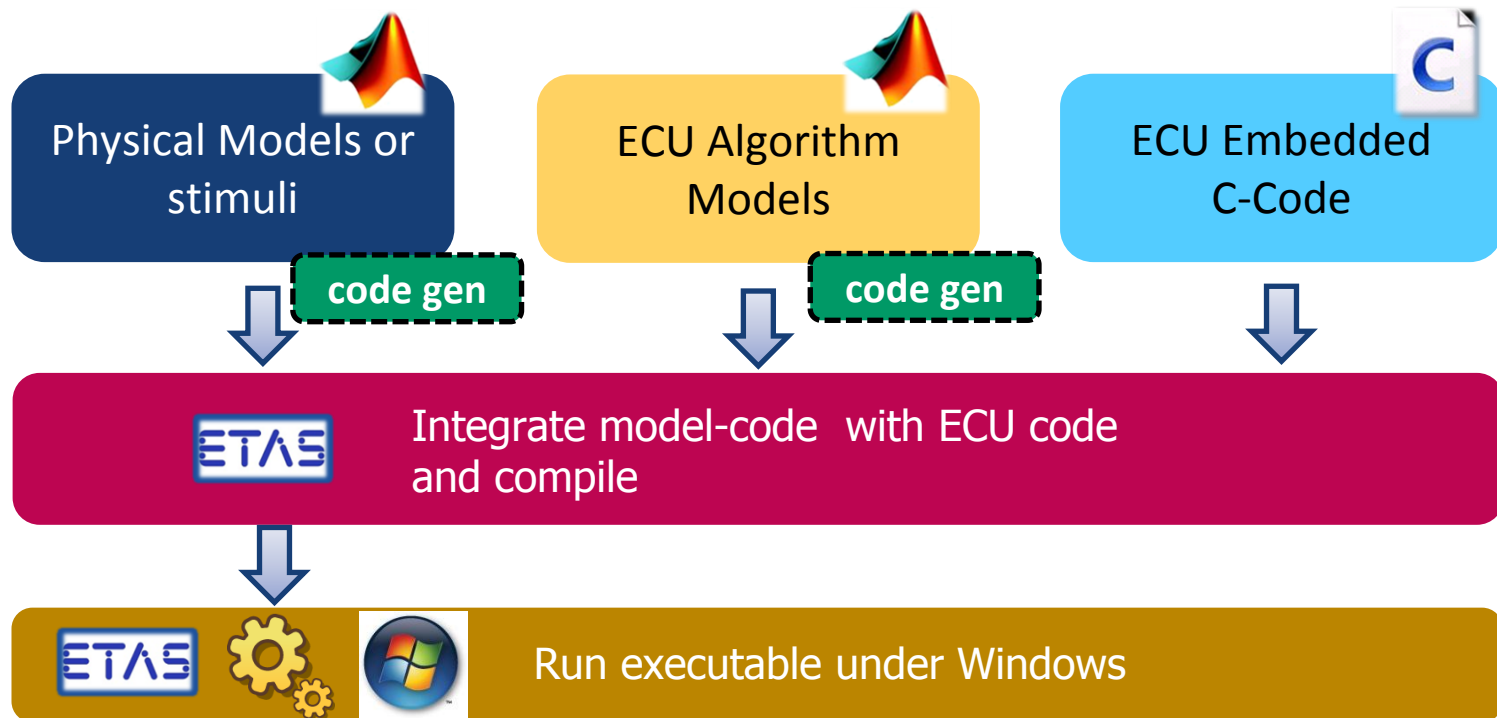 Physical Models or
stimuli
ECU Algorithm
Models
C
ECU Embedded
C-Code
code gen
code gen
ETAS
Integrate model-code  with ECU code
and compile
ETAS
Run executable under Windows